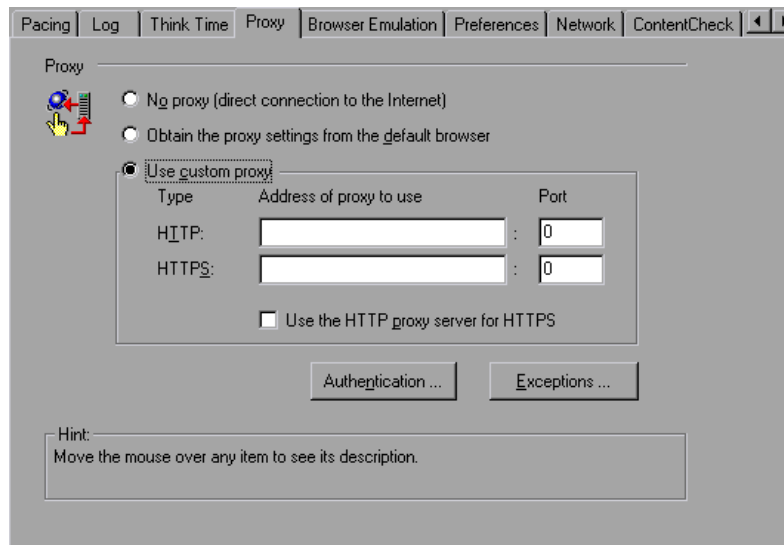 Pacing Log Think Time Proxy Browser Emulation Preferences Network ContentCheck
Proxy
No proxy (direct connection to the Internet)
Obtain the proxy settings from the default browser
Use custom proxy
Type Address of proxy to use Port
HTTP: : 0
HTTPS: : 0
Use the HTTP proxy server for HTTPS
Authentication ... Exceptions ...
Hint:
Move the mouse over any item to see its description.